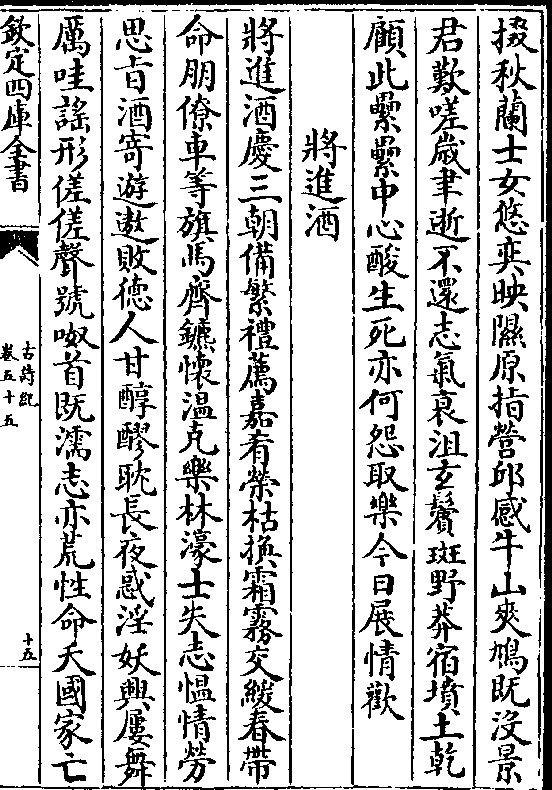 掇秋蘭士女悠奕映隰原指營邱感牛山爽鳩既没景
君歎嗟歲聿逝不還志氣衰沮玄鬢斑野莽宿墳土乾
顧此纍纍中心酸生死亦何怨取樂今日展情歡
將進酒
將進酒慶三朝備繁禮薦嘉肴榮枯換霜霧交緩春帶
命朋僚車等旗馬齊鑣懷温克樂林濠士失志愠情勞
思旨酒寄遊遨敗徳人甘醇醪耽長夜惑淫妖興屢舞
厲哇謡形傞傞聲號呶首既濡志亦荒性命夭國家亡
欽定四庫全書
古詩紀
卷五十五
十五